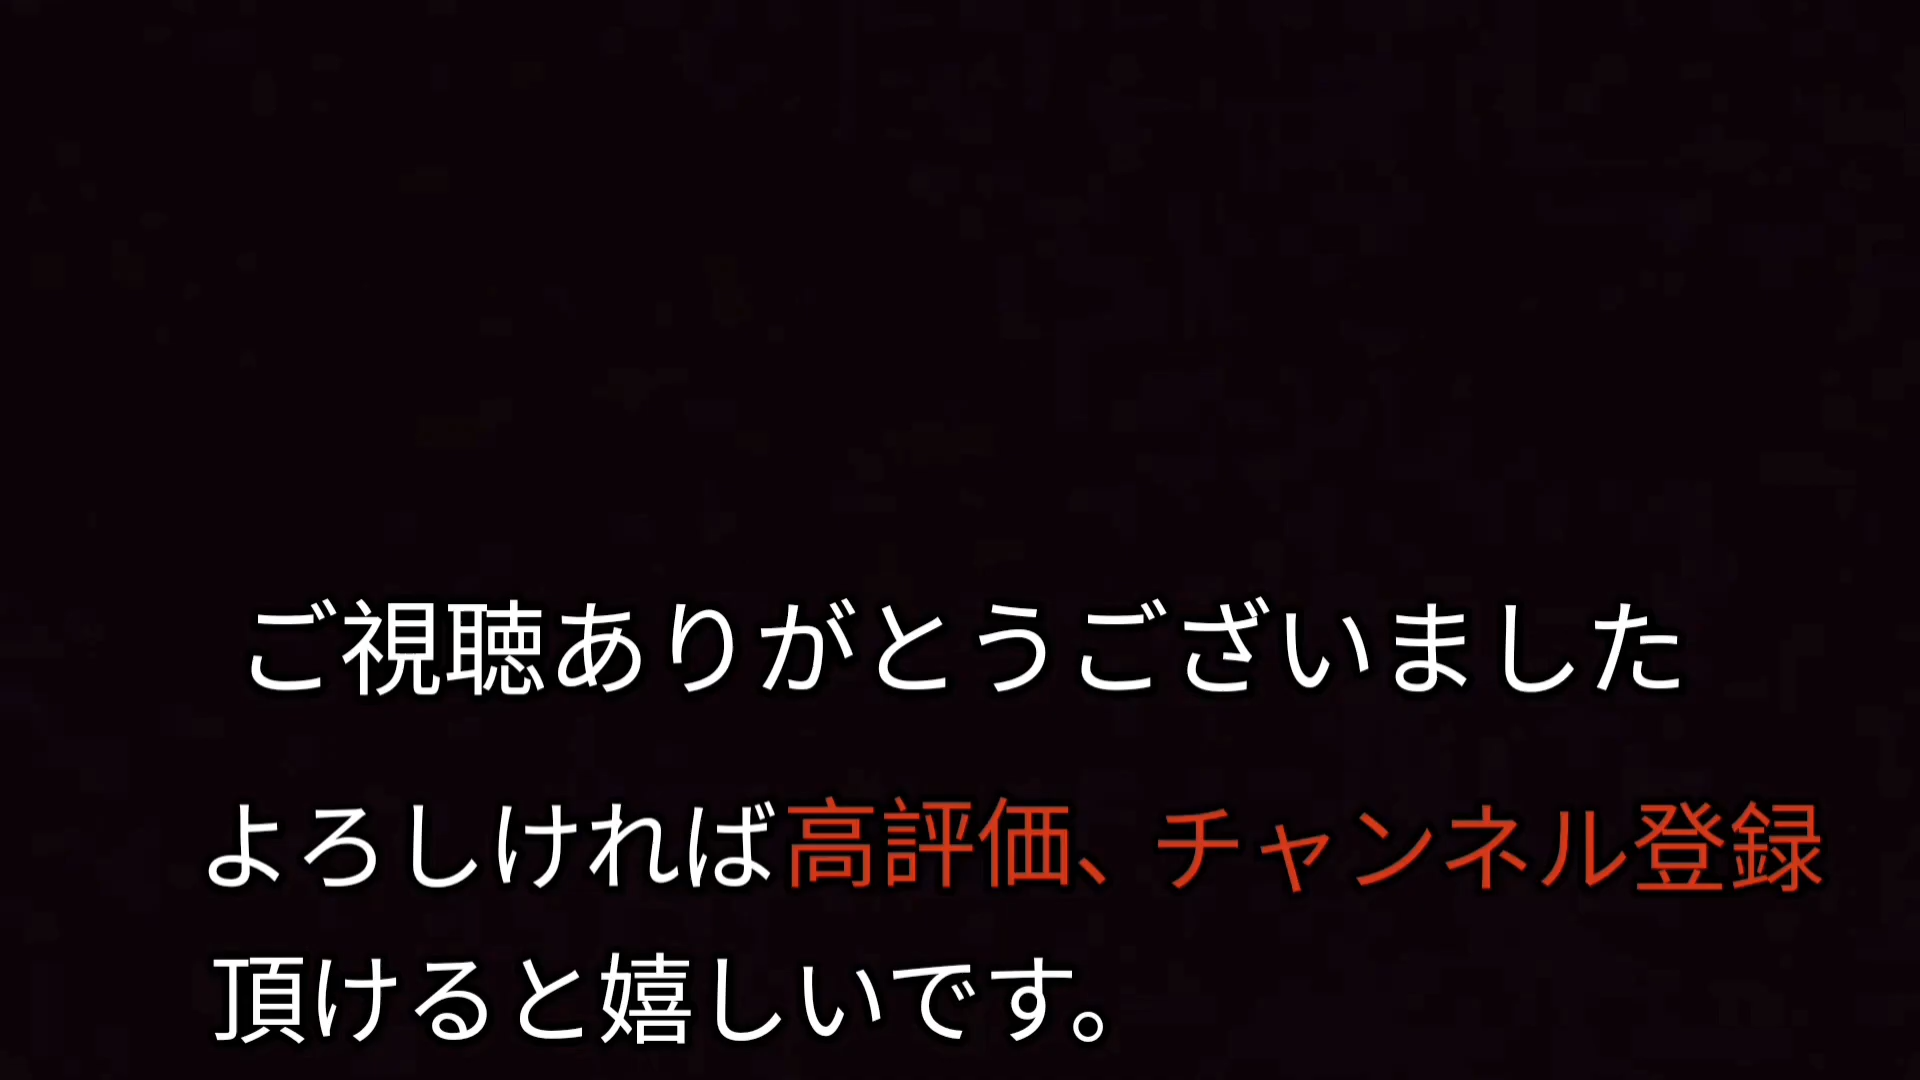 ご視聴ありがとうございました
よろしければ高評価、チャンネル登録
頂けると嬉しいです。